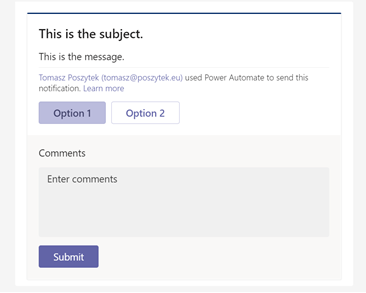 This is the subject.
This is the message.
Tomasz Poszytek (tomasz@poszytek.eu) used Power Automate to send this
notification. Learn more
Option 1 Option 2
Comments
Enter comments
Submit